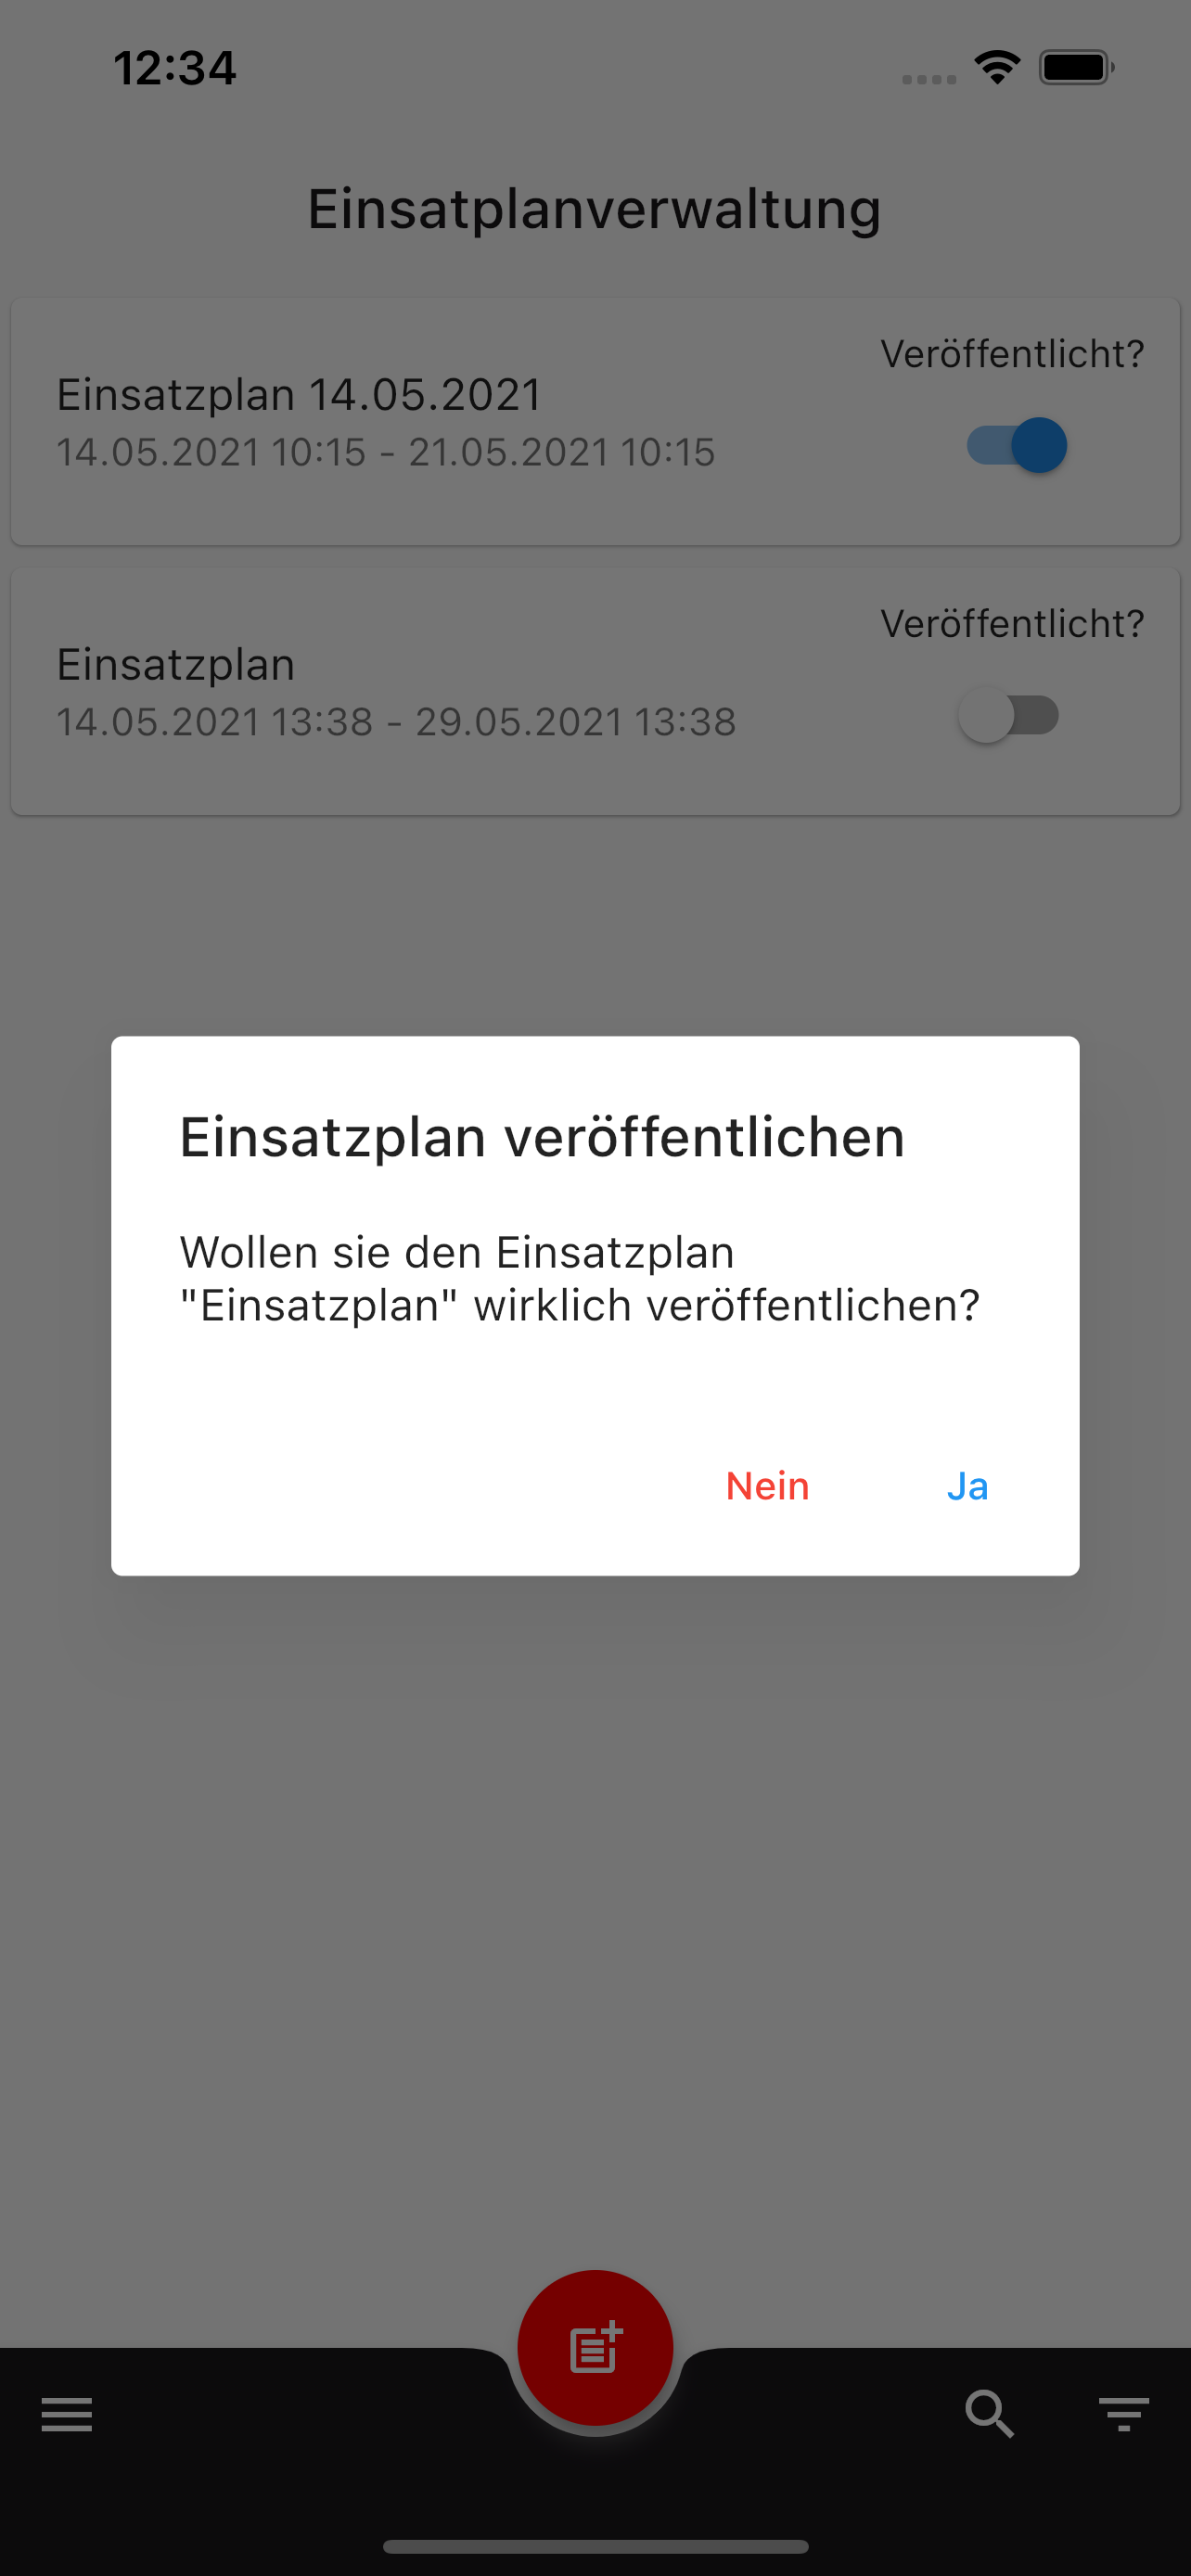 12:34
Einsatplanverwaltung
Veröffentlicht?
Einsatzplan 14.05.2021
14.05.2021 10:15 - 21.05.2021 10:15
Veröffentlicht?
Einsatzplan
14.05.2021 13:38 - 29.05.2021 13:38
Einsatzplan veröffentlichen
Wollen sie den Einsatzplan
"Einsatzplan" wirklich veröffentlichen?
Nein Ja